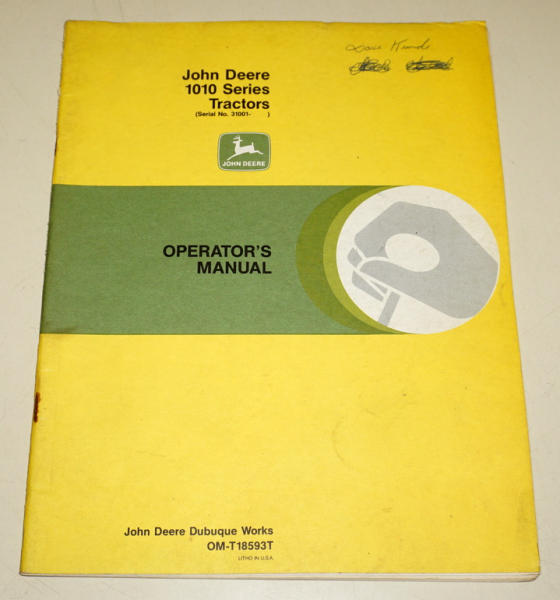 John Deere
1010 Series
Tractors
(Serial No. 31001- )
JOHN DEERE
OPERATOR'S
MANUAL
John Deere Dubuque Works
OM-T18593T
LITHO IN U.S.A.